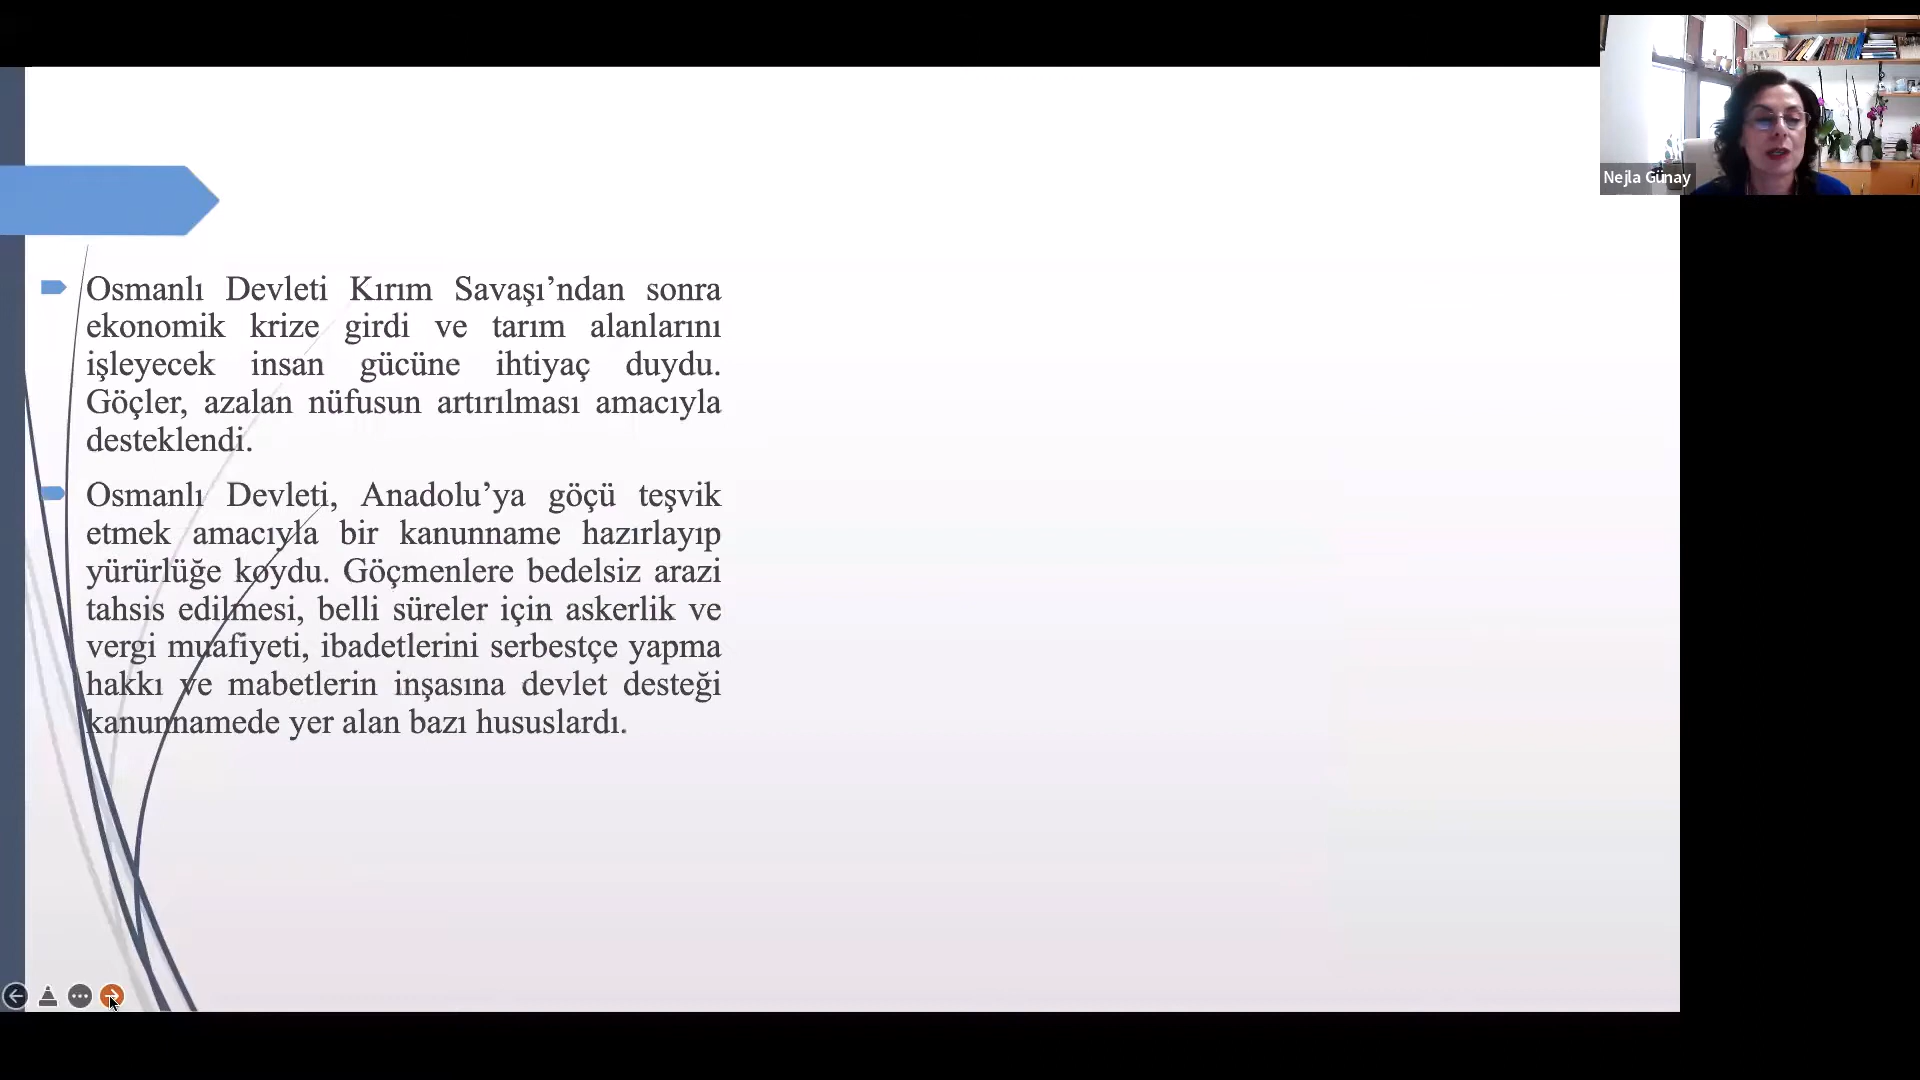 Nejla Günay
Osmanlı Devleti Kırım Savaşı’ndan sonra
ekonomik krize girdi ve tarım alanlarını
işleyecek insan gücüne ihtiyaç duydu.
Göçler, azalan nüfusun artırılması amacıyla
desteklendi.
Osmanlı Devleti, Anadolu’ya göçü teşvik
etmek amacıyla bir kanunname hazırlayıp
yürürlüğe koydu. Göçmenlere bedelsiz arazi
tahsis edilmesi, belli süreler için askerlik ve
vergi muafiyeti, ibadetlerini serbestçe yapma
hakkı ve mabetlerin inşasına devlet desteği
kanunnamede yer alan bazı hususlardı.